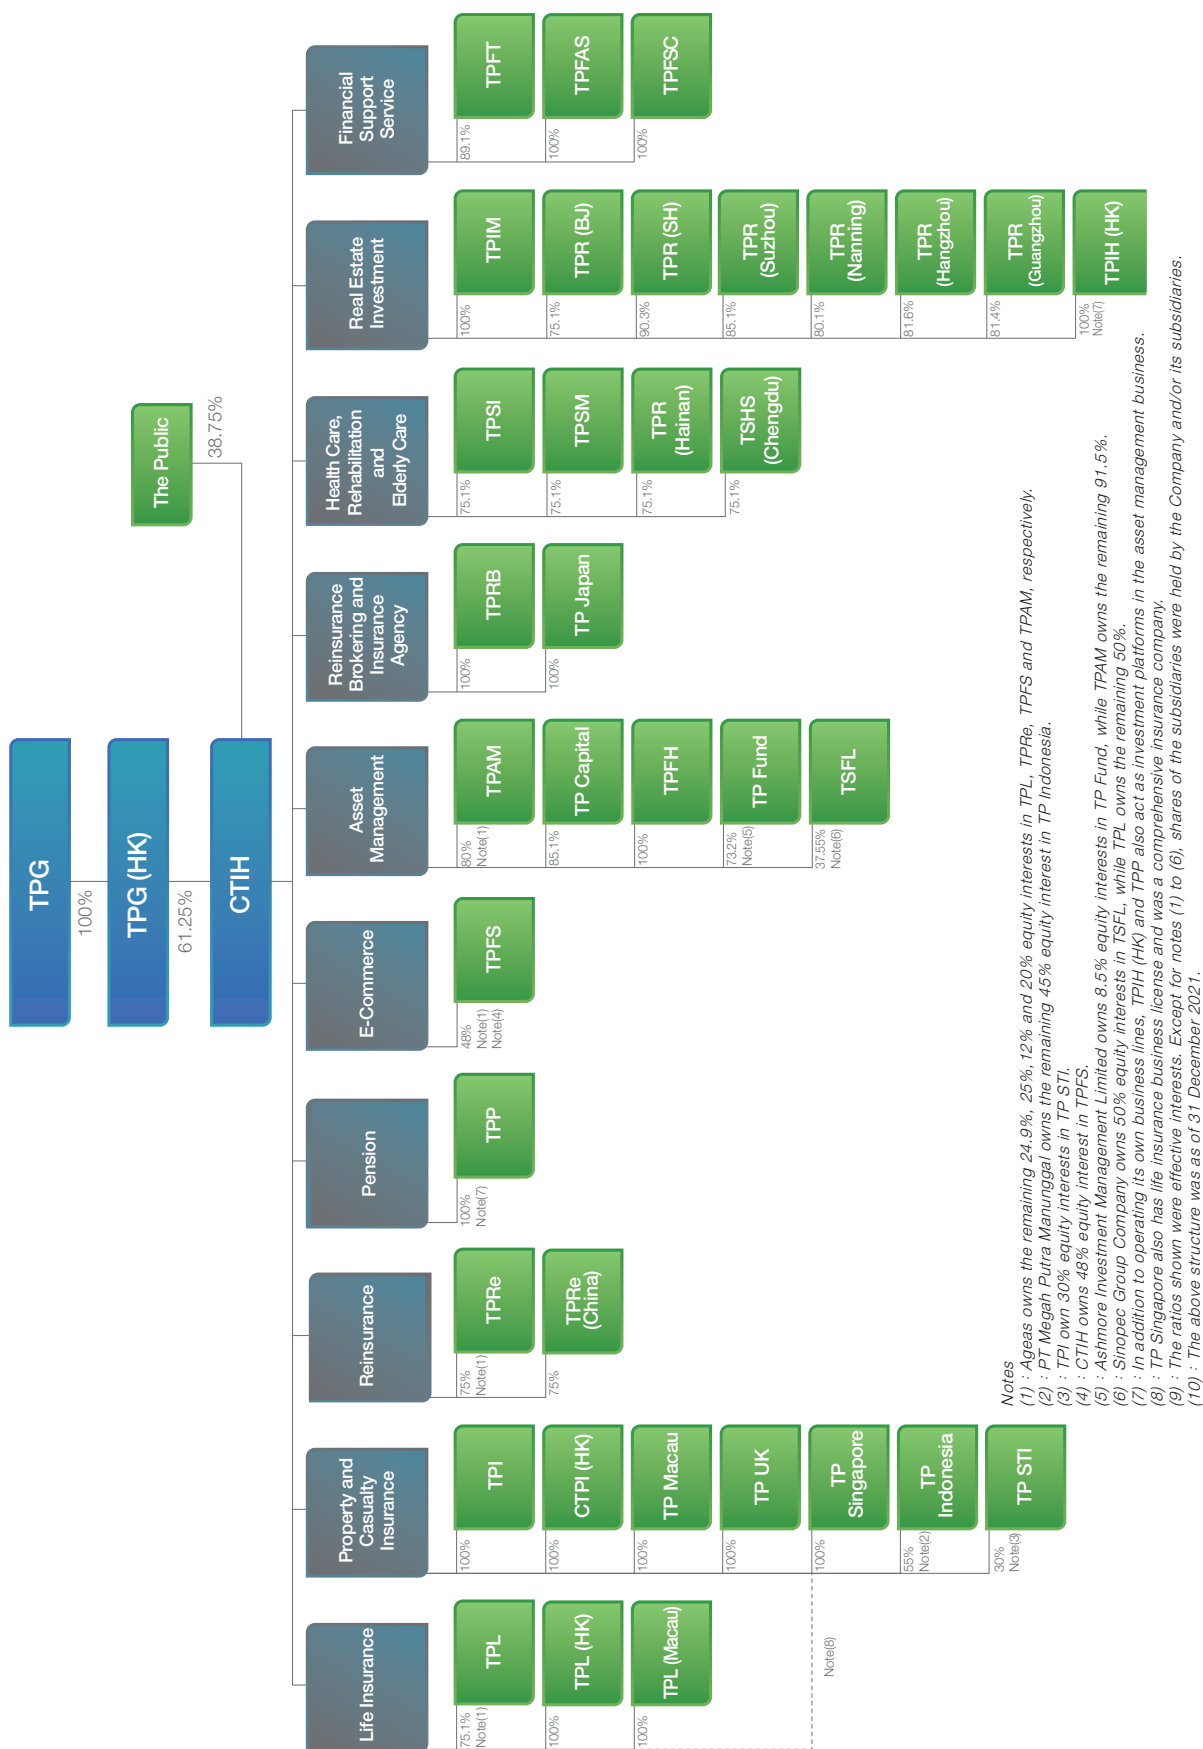 TPG
100%
TPG (HK)
61.25%
The Public
38.75%
CTIH
Life Insurance
75.1%
Note(1)
TPL
100%
TPL (HK)
100%
TPL (Macau)
Note(8)
Property and
Casualty
Insurance
100%
TPI
100%
CTPI (HK)
100%
TP Macau
100%
TP UK
100%
TP
Singapore
55%
Note(2)
TP
Indonesia
30%
Note(3)
TP STI
Reinsurance
75%
Note(1)
TPRe
75%
TPRe
(China)
Pension
100%
Note(7)
TPP
E-Commerce
48%
Note(1)
Note(4)
TPFS
Asset
Management
80%
Note(1)
TPAM
85.1%
TP Capital
100%
TPFH
73.2%
Note(5)
TP Fund
37.55%
Note(6)
TSFL
Reinsurance
Brokering and
Insurance
Agency
100%
TPRB
100%
TP Japan
Health Care,
Rehabilitation
and
Elderly Care
75.1%
TPSI
75.1%
TPSM
75.1%
TPR
(Hainan)
75.1%
TSHS
(Chengdu)
Real Estate
Investment
100%
TPIM
75.1%
TPR (BJ)
90.3%
TPR (SH)
85.1%
TPR
(Suzhou)
80.1%
TPR
(Nanning)
81.6%
TPR
(Hangzhou)
81.4%
TPR
(Guangzhou)
100%
Note(7)
TPIH (HK)
Financial
Support
Service
89.1%
TPFT
100%
TPFAS
100%
TPFSC
Notes
(1) : Ageas owns the remaining 24.9%, 25%, 12% and 20% equity interests in TPL, TPRe, TPFS and TPAM, respectively.
(2) : PT Megah Putra Manunggal owns the remaining 45% equity interest in TP Indonesia.
(3) : TPI own 30% equity interests in TP STI.
(4) : CTIH owns 48% equity interest in TPFS.
(5) : Ashmore Investment Management Limited owns 8.5% equity interests in TP Fund, while TPAM owns the remaining 91.5%.
(6) : Sinopec Group Company owns 50% equity interests in TSFL, while TPL owns the remaining 50%.
(7) : In addition to operating its own business lines, TPIH (HK) and TPP also act as investment platforms in the asset management business.
(8) : TP Singapore also has life insurance business license and was a comprehensive insurance company.
(9) : The ratios shown were effective interests. Except for notes (1) to (6), shares of the subsidiaries were held by the Company and/or its subsidiaries.
(10) : The above structure was as of 31 December 2021.